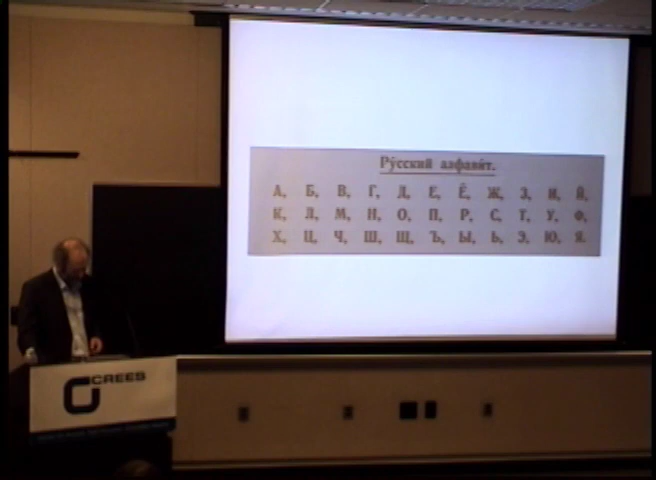 Ру́сский алфави́т.
А, Б, В, Г, Д, Е, Ё, Ж, З, И, Й,
К, Л, М, Н, О, П, Р, С, Т, У, Ф,
Х, Ц, Ч, Ш, Щ, Ъ, Ы, Ь, Э, Ю, Я.
CREES